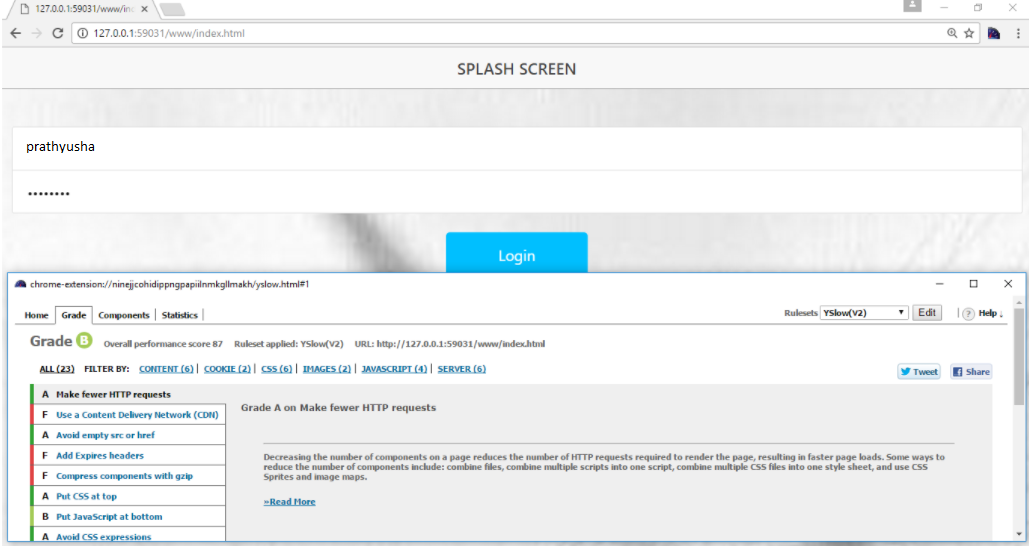 127.0.0.1:59031/www/inc
127.0.0.1:59031/www/index.html
SPLASH SCREEN
prathyusha
••••••••
Login
chrome-extension://ninejjcohidippngpapiilnmkgllmakh/yslow.html#1
Home Grade Components Statistics Rulesets YSlow(V2) Edit ? Help ↓
Grade B Overall performance score 87 Ruleset applied: YSlow(V2) URL: http://127.0.0.1:59031/www/index.html
ALL (23) FILTER BY: CONTENT (6) | COOKIE (2) | CSS (6) | IMAGES (2) | JAVASCRIPT (4) | SERVER (6)
Tweet Share
A Make fewer HTTP requests
F Use a Content Delivery Network (CDN)
A Avoid empty src or href
F Add Expires headers
F Compress components with gzip
A Put CSS at top
B Put JavaScript at bottom
A Avoid CSS expressions
Grade A on Make fewer HTTP requests
Decreasing the number of components on a page reduces the number of HTTP requests required to render the page, resulting in faster page loads. Some ways to
reduce the number of components include: combine files, combine multiple scripts into one script, combine multiple CSS files into one style sheet, and use CSS
Sprites and image maps.
»Read More